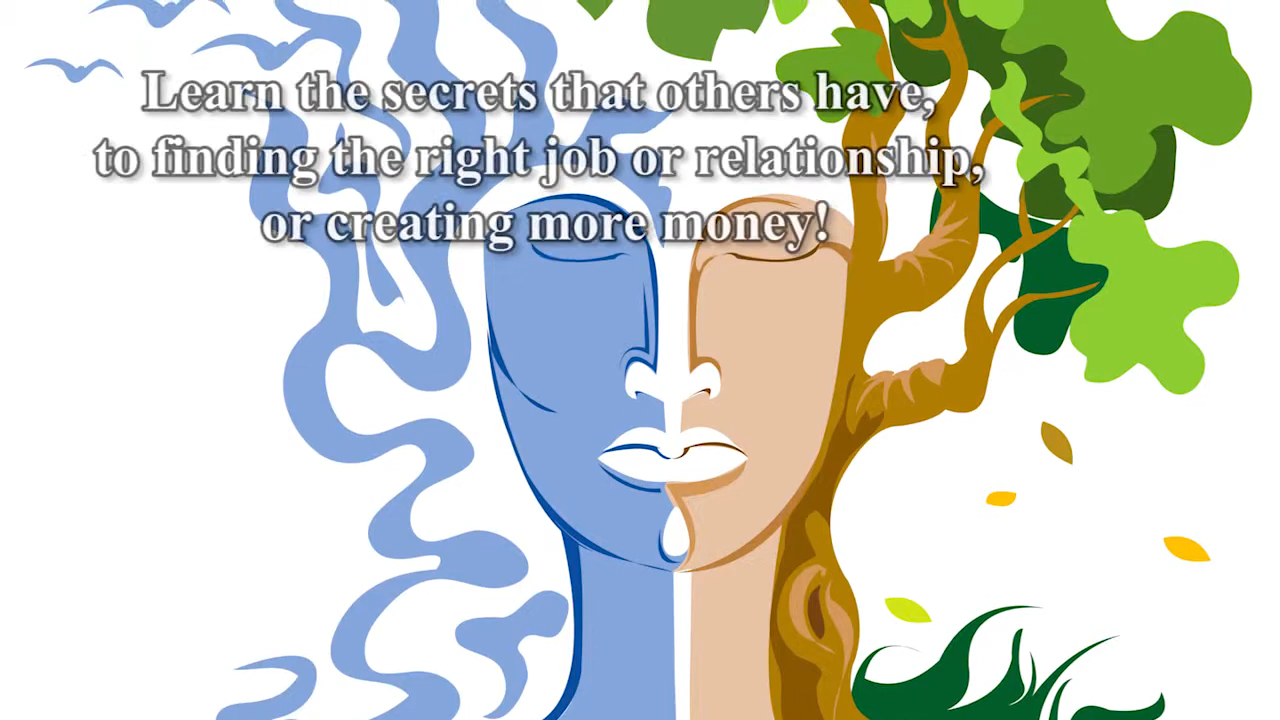 Learn the secrets that others have,
to finding the right job or relationship,
or creating more money!